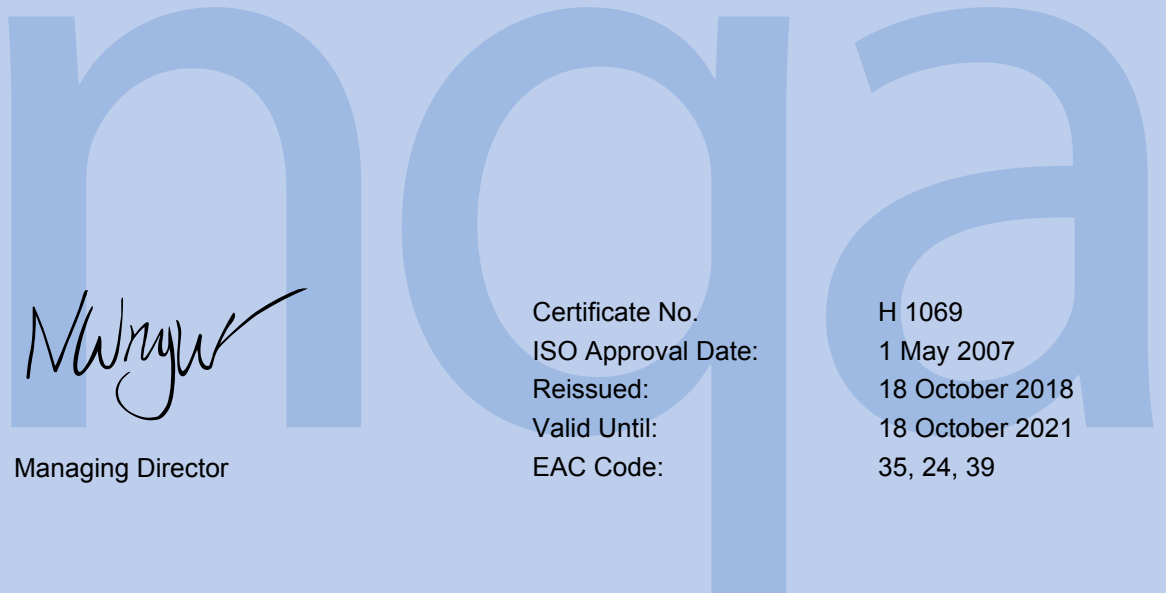 nqa
Certificate No. H 1069
ISO Approval Date: 1 May 2007
Reissued: 18 October 2018
Valid Until: 18 October 2021
Managing Director EAC Code: 35, 24, 39